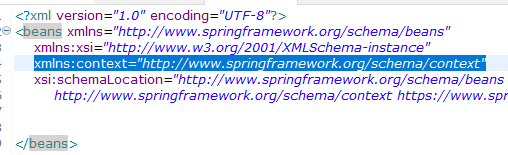 <?xml version="1.0" encoding="UTF-8"?>
<beans xmlns="http://www.springframework.org/schema/beans"
xmlns:xsi="http://www.w3.org/2001/XMLSchema-instance"
xmlns:context="http://www.springframework.org/schema/context"
xsi:schemaLocation="http://www.springframework.org/schema/beans
http://www.springframework.org/schema/context https://www.sp
</beans>